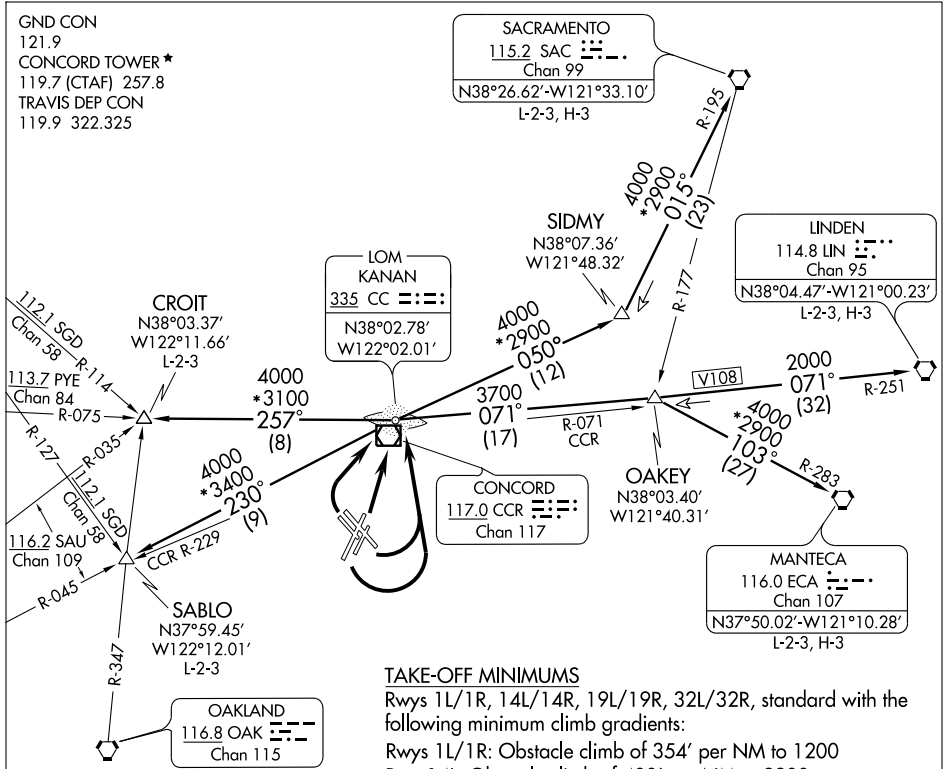 GND CON
121.9
CONCORD TOWER ★
119.7 (CTAF) 257.8
TRAVIS DEP CON
119.9 322.325
SACRAMENTO
115.2 SAC
Chan 99
N38°26.62'-W121°33.10'
L-2-3, H-3
R-195
4000
*2900
015°
(23)
SIDMY
N38°07.36'
W121°48.32'
R-177
LINDEN
114.8 LIN
Chan 95
N38°04.47'-W121°00.23'
L-2-3, H-3
LOM
KANAN
335 CC
N38°02.78'
W122°02.01'
CROIT
N38°03.37'
W122°11.66'
L-2-3
112.1 SGD
Chan 58
R-114
113.7 PYE
Chan 84
R-075
4000
*3100
257°
(8)
4000
*2900
050°
(12)
3700
071°
(17)
R-071
CCR
V108
2000
071°
(32)
R-251
4000
*2900
103°
(27)
R-283
OAKEY
N38°03.40'
W121°40.31'
R-127
112.1 SGD
Chan 58
R-035
116.2 SAU
Chan 109
R-045
4000
*3400
230°
(9)
CCR R-229
CONCORD
117.0 CCR
Chan 117
MANTECA
116.0 ECA
Chan 107
N37°50.02'-W121°10.28'
L-2-3, H-3
SABLO
N37°59.45'
W122°12.01'
L-2-3
R-347
OAKLAND
116.8 OAK
Chan 115
TAKE-OFF MINIMUMS
Rwys 1L/1R, 14L/14R, 19L/19R, 32L/32R, standard with the
following minimum climb gradients:
Rwys 1L/1R: Obstacle climb of 354' per NM to 1200